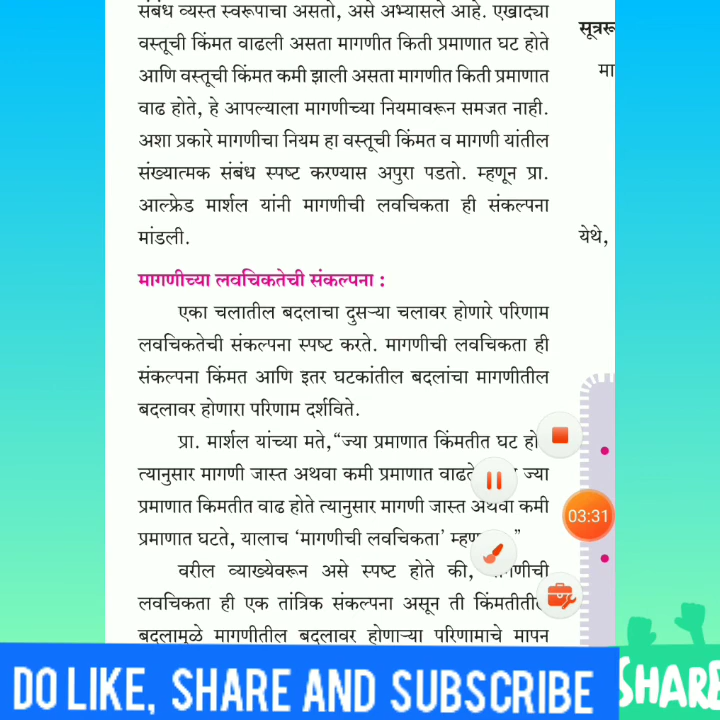 संबंध व्यस्त स्वरूपाचा असतो, असे अभ्यासले आहे. एखाद्या
वस्तूची किंमत वाढली असता मागणीत किती प्रमाणात घट होते
आणि वस्तूची किंमत कमी झाली असता मागणीत किती प्रमाणात
वाढ होते, हे आपल्याला मागणीच्या नियमावरून समजत नाही.
अशा प्रकारे मागणीचा नियम हा वस्तूची किंमत व मागणी यांतील
संख्यात्मक संबंध स्पष्ट करण्यास अपुरा पडतो. म्हणून प्रा.
आल्फ्रेड मार्शल यांनी मागणीची लवचिकता ही संकल्पना
मांडली.
मागणीच्या लवचिकतेची संकल्पना :
एका चलातील बदलाचा दुसऱ्या चलावर होणारे परिणाम
लवचिकतेची संकल्पना स्पष्ट करते. मागणीची लवचिकता ही
संकल्पना किंमत आणि इतर घटकांतील बदलांचा मागणीतील
बदलावर होणारा परिणाम दर्शविते.
प्रा. मार्शल यांच्या मते,“ज्या प्रमाणात किंमतीत घट
त्यानुसार मागणी जास्त अथवा कमी प्रमाणात ज्या
प्रमाणात किमतीत वाढ होते त्यानुसार मागणी जास्त अथवा कमी
प्रमाणात घटते, यालाच ‘मागणीची लवचिकता’ ”
वरील व्याख्येवरून असे स्पष्ट होते की,
लवचिकता ही एक तांत्रिक संकल्पना असून ती
बदलामुळे मागणीतील बदलावर होणाऱ्या परिणामाचे मापन
येथे,
03:31
DO LIKE, SHARE AND SUBSCRIBE
SHARE